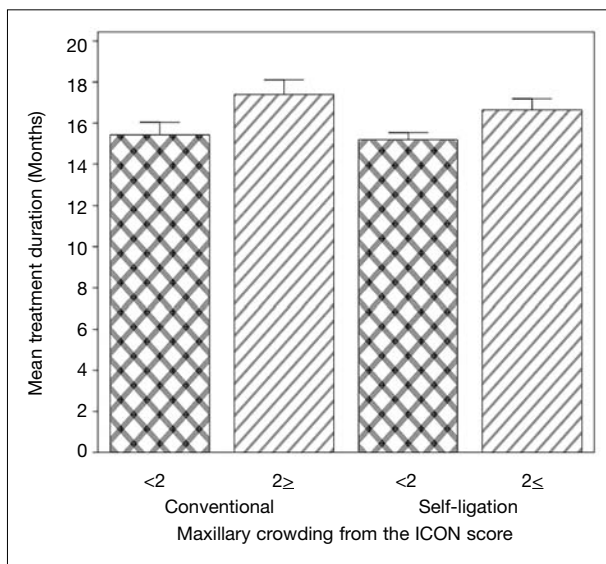 20
18
16
14
12
10
8
6
4
2
0
Mean treatment duration (Months)
<2 2≥ <2 2≤
Conventional Self-ligation
Maxillary crowding from the ICON score